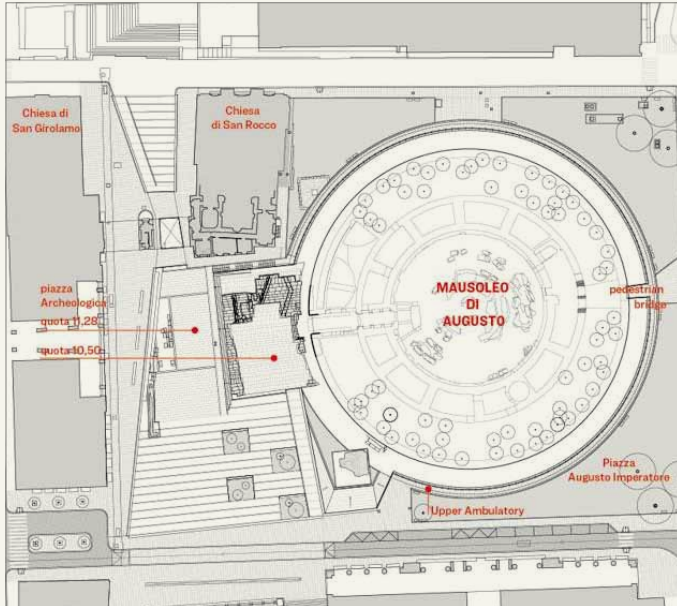 Chiesa di
San Girolamo
Chiesa
di San Rocco
piazza
Archeologica
quota 11,28
quota 10,50
MAUSOLEO
DI
AUGUSTO
pedestrian
bridge
Piazza
Augusto Imperatore
Upper Ambulatory